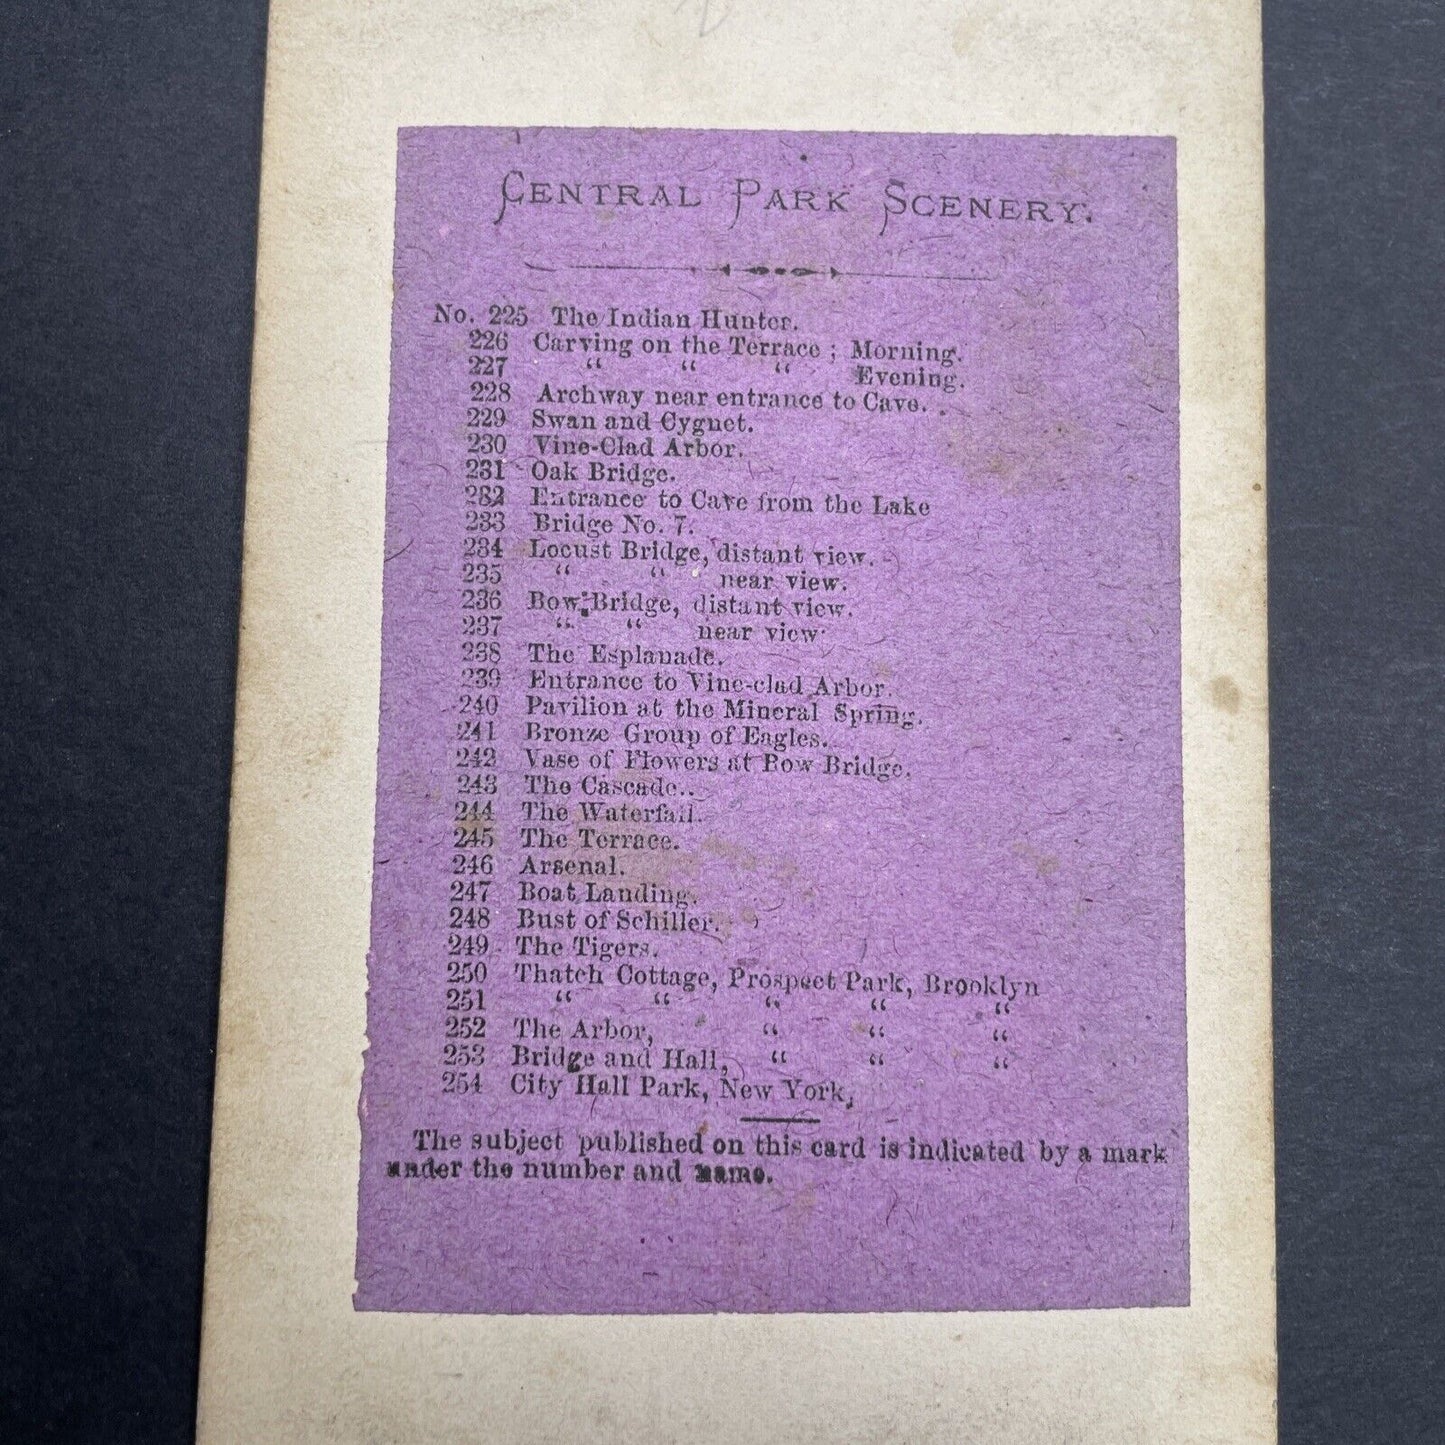 CENTRAL PARK SCENERY.
No. 225 The Indian Hunter.
226 Carving on the Terrace ; Morning.
227 “ “ “ Evening.
228 Archway near entrance to Cave.
229 Swan and Cygnet.
230 Vine-Clad Arbor.
231 Oak Bridge.
232 Entrance to Cave from the Lake
233 Bridge No. 7.
234 Locust Bridge, distant view.
235 “ “ near view.
236 Bow Bridge, distant view.
237 “ “ near view
238 The Esplanade.
239 Entrance to Vine-clad Arbor.
240 Pavilion at the Mineral Spring.
241 Bronze Group of Eagles.
242 Vase of Flowers at Bow Bridge.
243 The Cascade..
244 The Waterfall.
245 The Terrace.
246 Arsenal.
247 Boat Landing.
248 Bust of Schiller.
249 The Tigers.
250 Thatch Cottage, Prospect Park, Brooklyn
251 “ “ “ “ “
252 The Arbor, “ “ “
253 Bridge and Hall, “ “ “
254 City Hall Park, New York,
The subject published on this card is indicated by a mark
under the number and name.